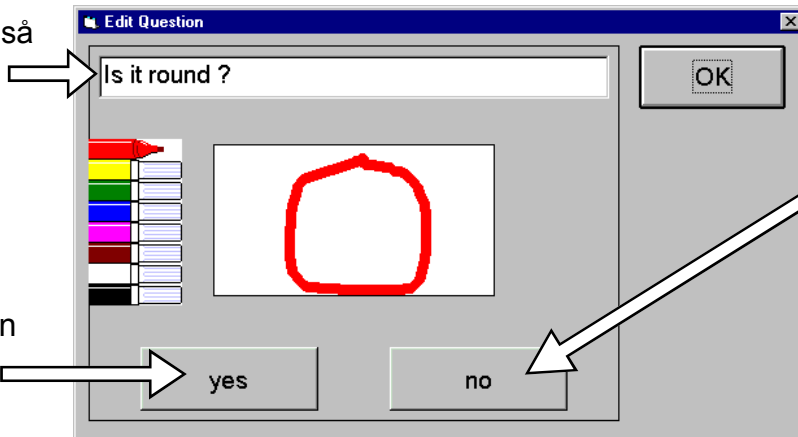 så
Edit Question
Is it round ?
OK
n
yes
no